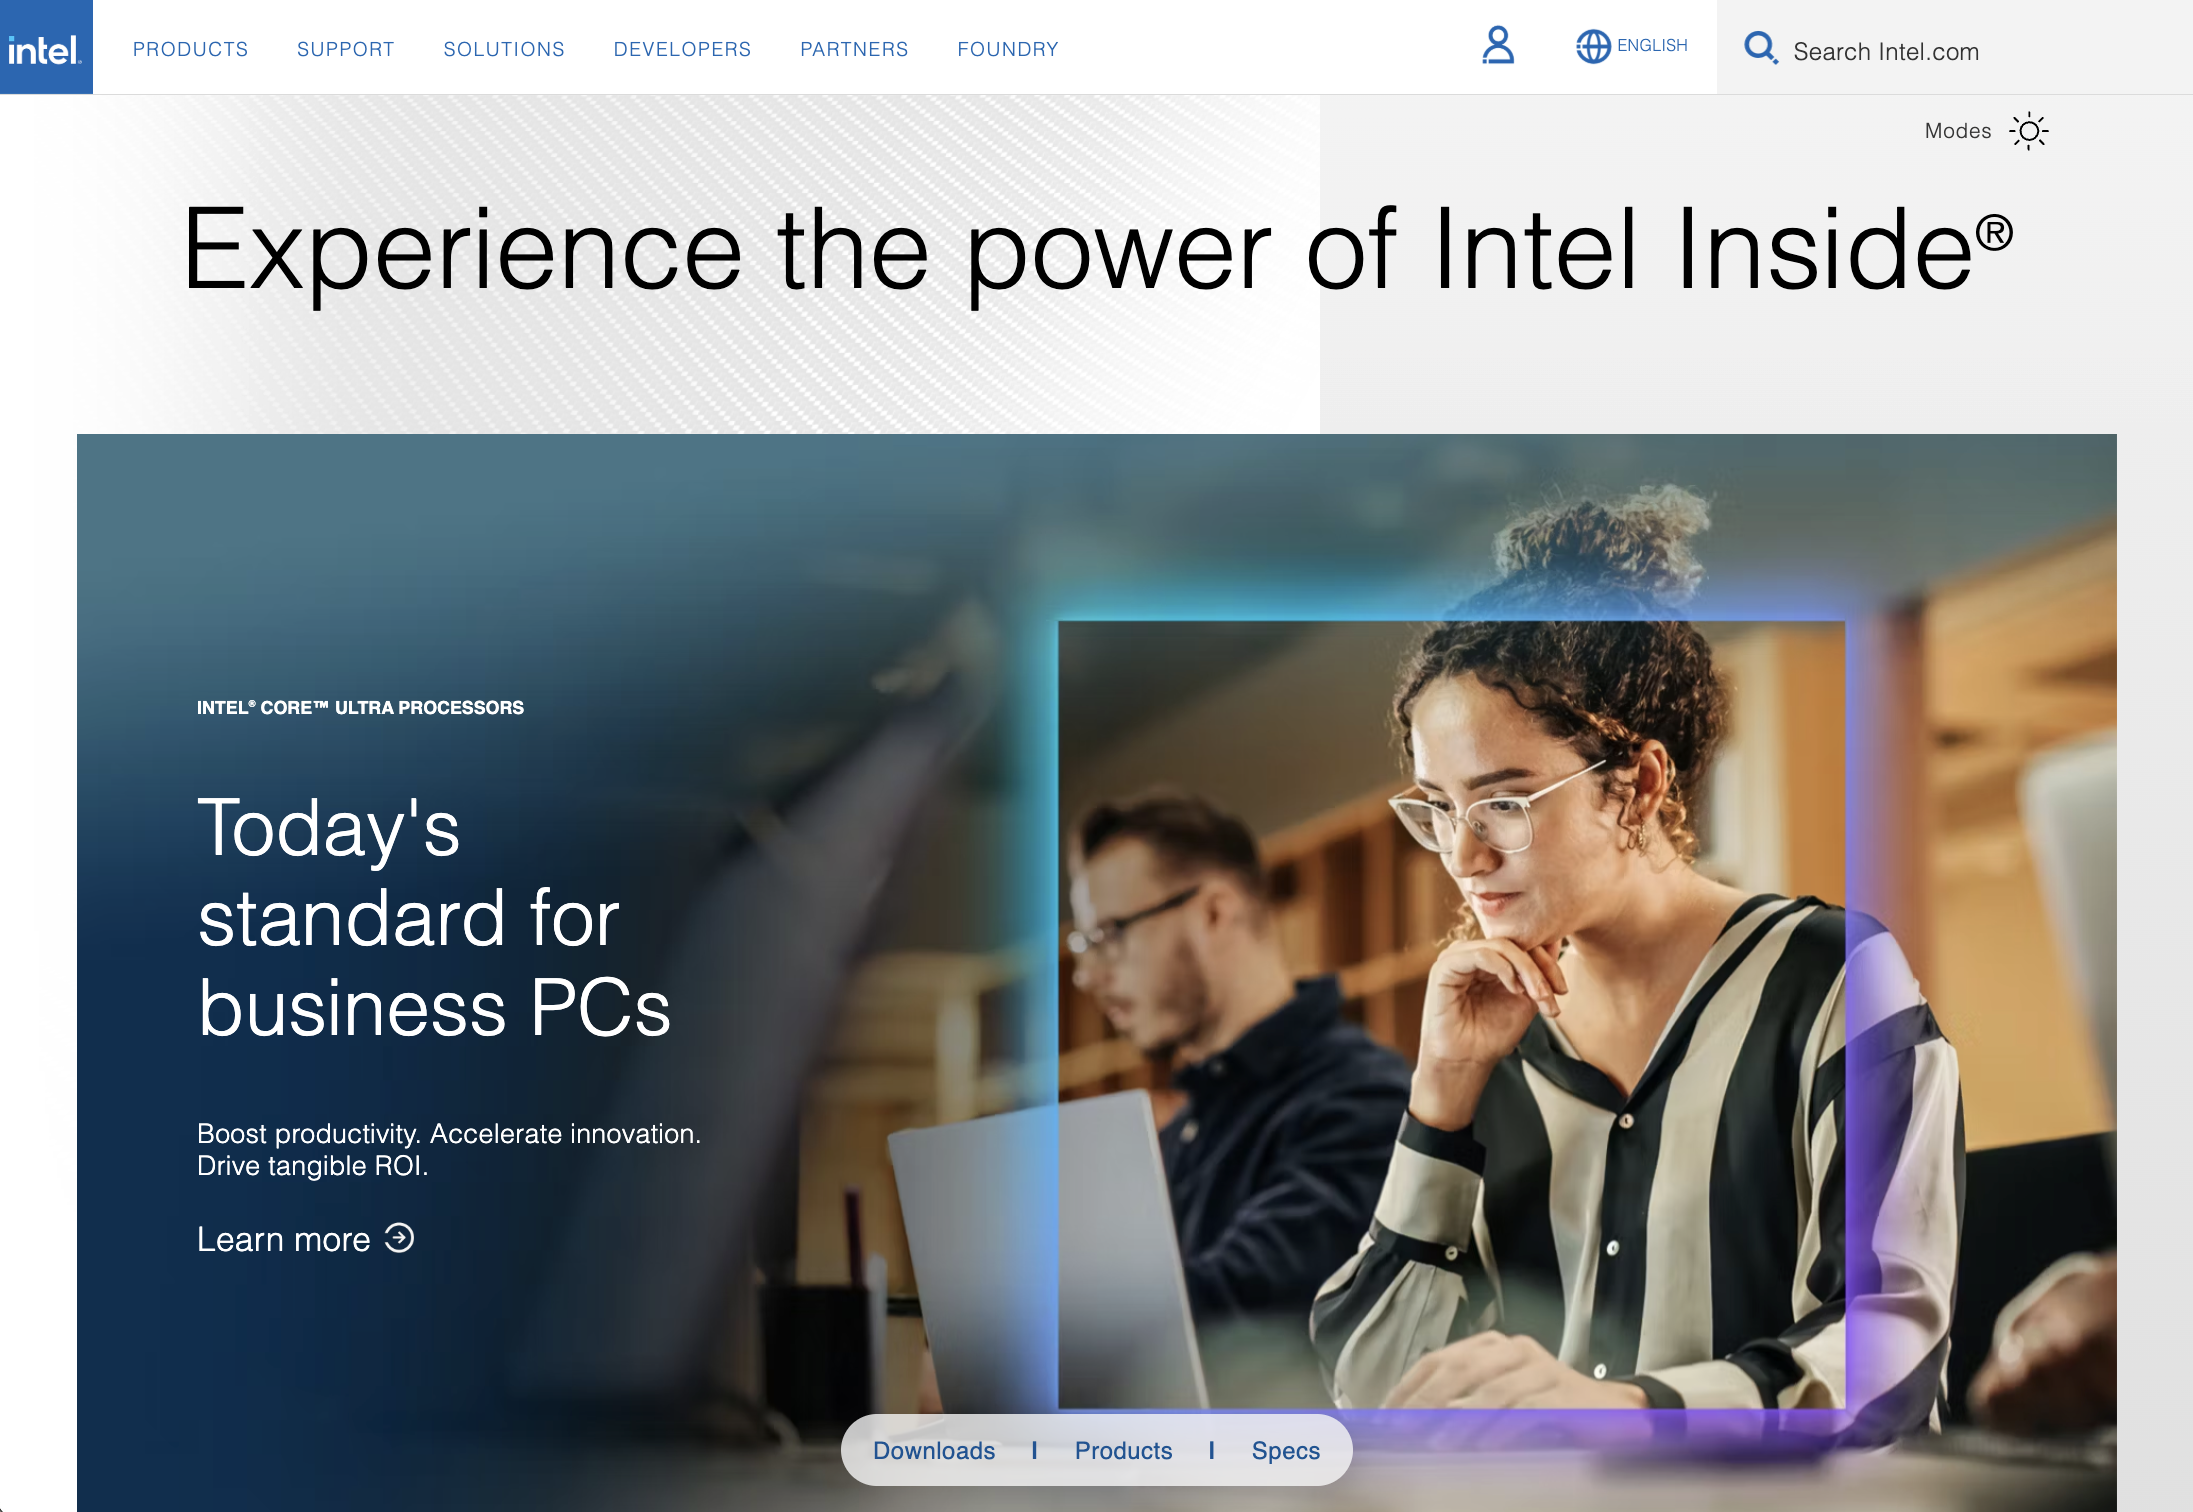 intel.
PRODUCTS
SUPPORT
SOLUTIONS
DEVELOPERS
PARTNERS
FOUNDRY
ENGLISH
Search Intel.com
Modes
Experience the power of Intel Inside®
INTEL® CORE™ ULTRA PROCESSORS
Today's
standard for
business PCs
Boost productivity. Accelerate innovation.
Drive tangible ROI.
Learn more
Downloads | Products | Specs